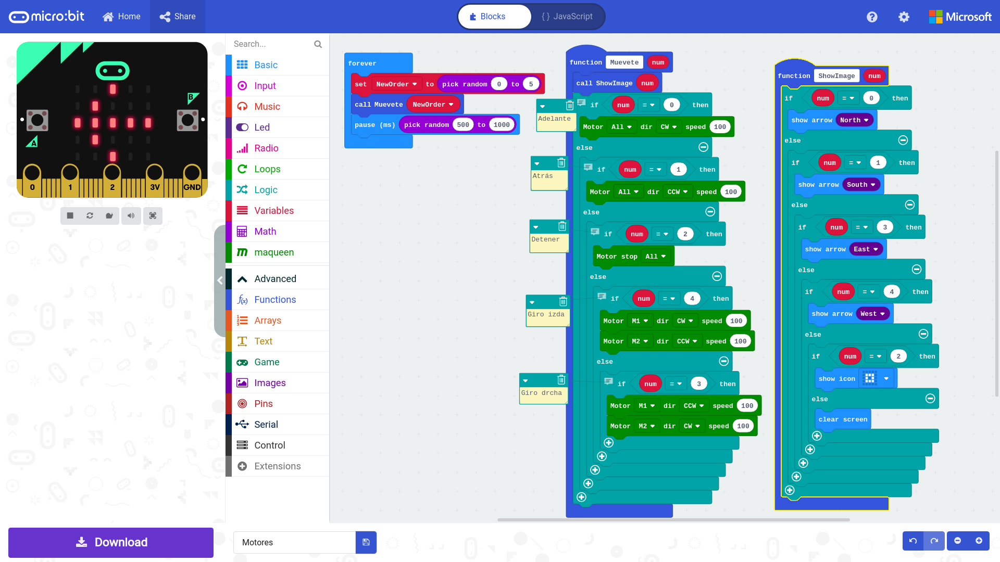 micro:bit
Home
Share
Blocks
{ } JavaScript
Microsoft
B
A
0 1 2 3V GND
Search...
Basic
Input
Music
Led
Radio
Loops
Logic
Variables
Math
maqueen
Advanced
Functions
Arrays
Text
Game
Images
Pins
Serial
Control
Extensions
forever
set NewOrder to pick random 0 to 5
call Muevete NewOrder
pause (ms) pick random 500 to 1000
Adelante
Atrás
Detener
Giro izda
Giro drcha
function Muevete num
call ShowImage num
if num = 0 then
Motor All dir CW speed 100
else
if num = 1 then
Motor All dir CCW speed 100
else
if num = 2 then
Motor stop All
else
if num = 4 then
Motor M1 dir CW speed 100
Motor M2 dir CCW speed 100
else
if num = 3 then
Motor M1 dir CCW speed 100
Motor M2 dir CW speed 100
function ShowImage num
if num = 0 then
show arrow North
else
if num = 1 then
show arrow South
else
if num = 3 then
show arrow East
else
if num = 4 then
show arrow West
else
if num = 2 then
show icon
else
clear screen
Download
Motores